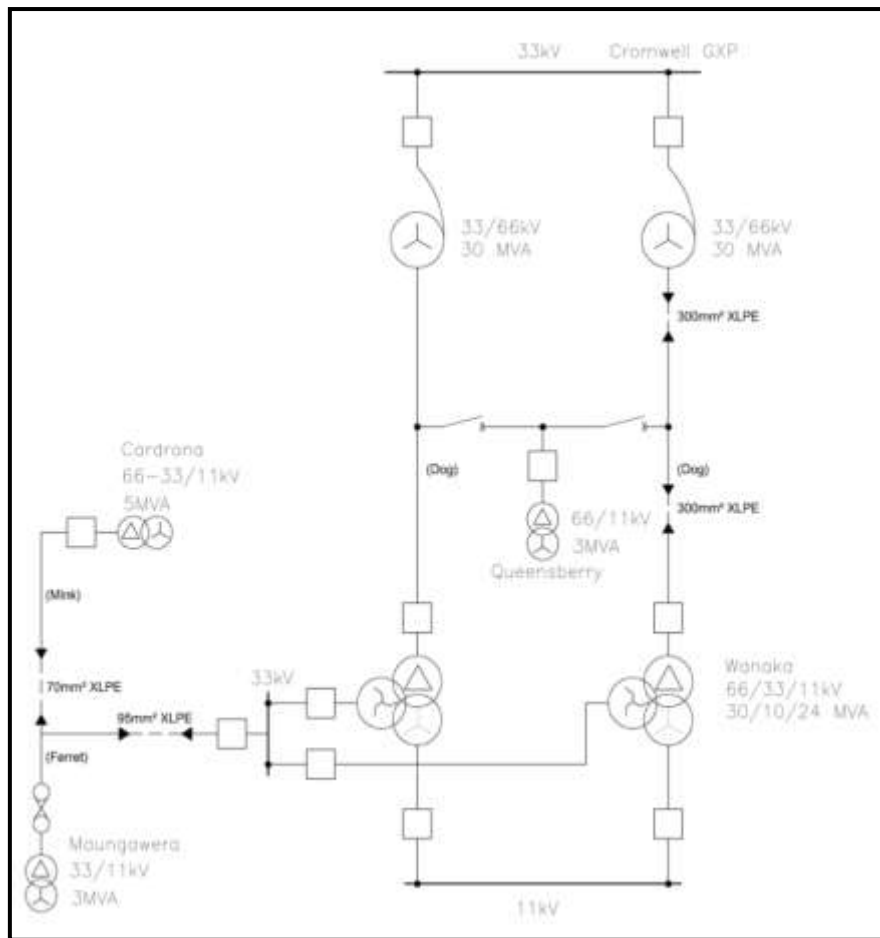 33kV Cromwell GXP
33/66kV
30 MVA
33/66kV
30 MVA
300mm² XLPE
Cardrona
66-33/11kV
5MVA
(Dog)
(Dog)
300mm² XLPE
66/11kV
3MVA
Queensberry
(Mink)
70mm² XLPE
95mm² XLPE
(Ferret)
33kV
Wanaka
66/33/11kV
30/10/24 MVA
Maungawera
33/11kV
3MVA
11kV